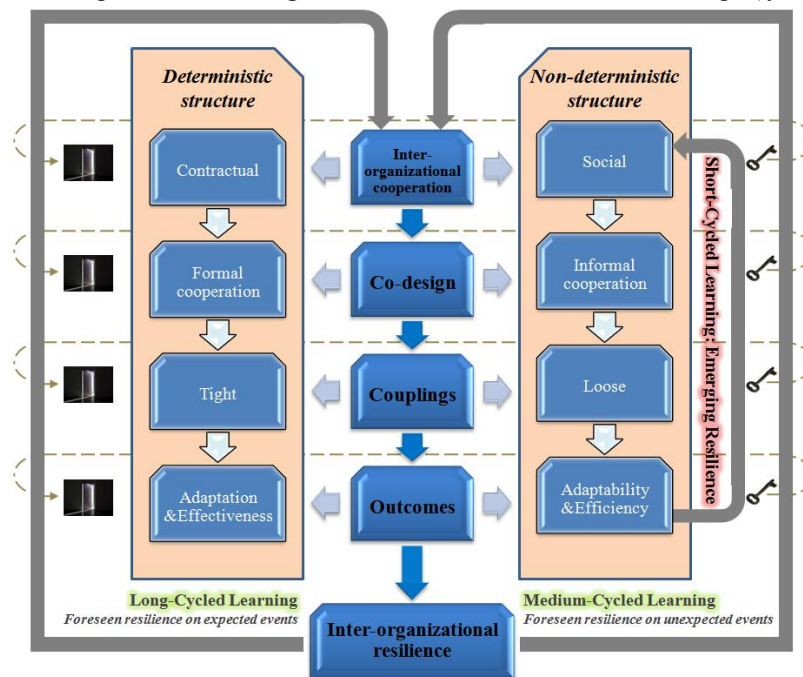 Deterministic
structure
Non-deterministic
structure
Contractual
Inter-
organizational
cooperation
Social
Formal
cooperation
Co-design
Informal
cooperation
Tight
Couplings
Loose
Adaptation
&Effectiveness
Outcomes
Adaptability
&Efficiency
Short-Cycled Learning: Emerging Resilience
Long-Cycled Learning
Foreseen resilience on expected events
Medium-Cycled Learning
Foreseen resilience on unexpected events
Inter-organizational
resilience